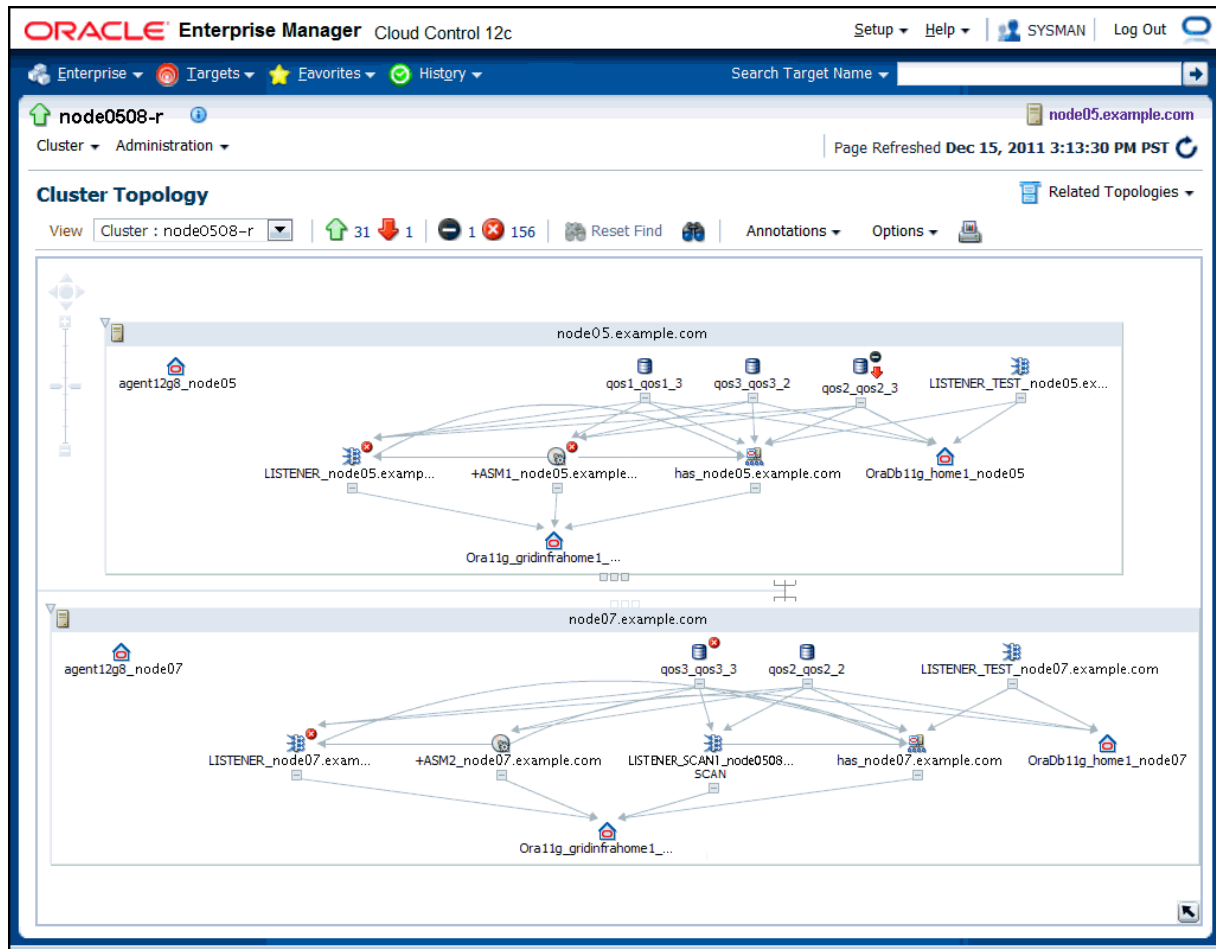 ORACLE Enterprise Manager Cloud Control 12c Setup Help SYSMAN Log Out
Enterprise Targets Favorites History Search Target Name
node0508-r node05.example.com
Cluster Administration Page Refreshed Dec 15, 2011 3:13:30 PM PST
Cluster Topology Related Topologies
View Cluster : node0508-r 31 1 1 156 Reset Find Annotations Options
node05.example.com
agent12g8_node05 qos1_qos1_3 qos3_qos3_2 qos2_qos2_3 LISTENER_TEST_node05.ex...
LISTENER_node05.examp... +ASM1_node05.example... has_node05.example.com OraDb11g_home1_node05
Ora11g_gridinfrahome1_...
node07.example.com
agent12g8_node07 qos3_qos3_3 qos2_qos2_2 LISTENER_TEST_node07.example.com
LISTENER_node07.exam... +ASM2_node07.example.com LISTENER_SCAN1_node0508... has_node07.example.com OraDb11g_home1_node07
SCAN
Ora11g_gridinfrahome1_...